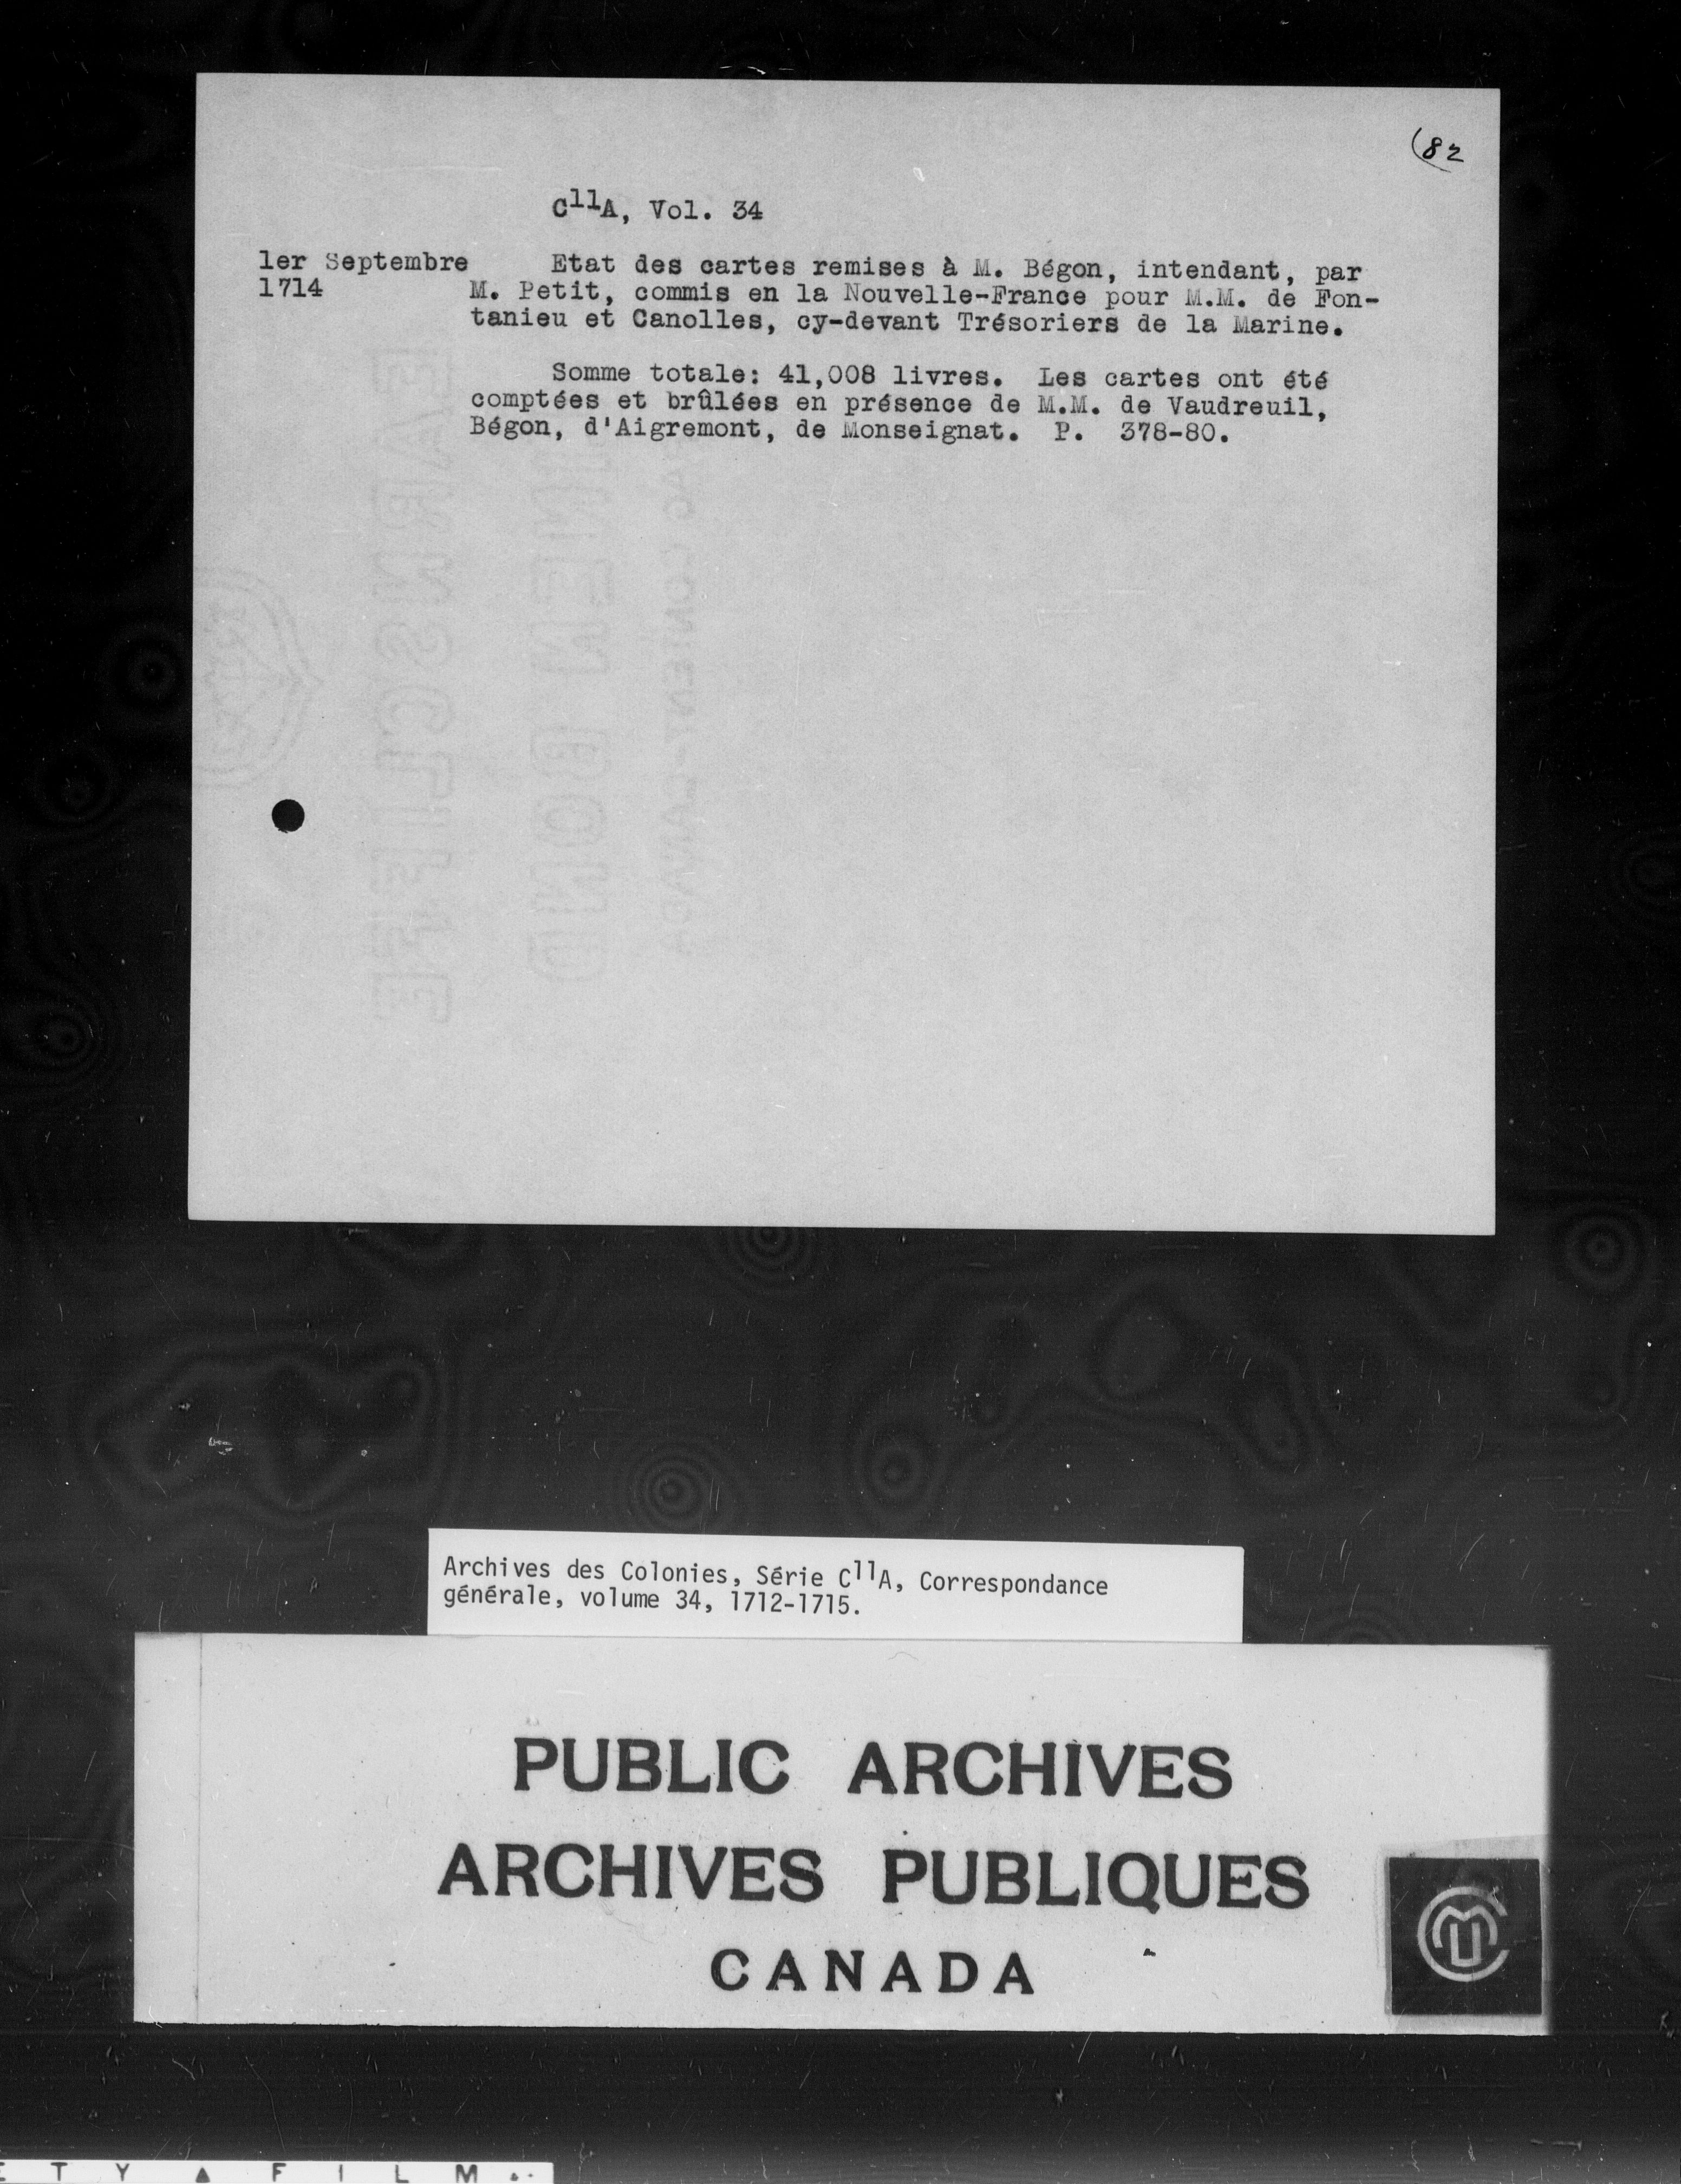 (82
C11A, Vol. 34
1er Septembre
1714
Etat des cartes remises à M. Bégon, intendant, par
M. Petit, commis en la Nouvelle-France pour M.M. de Fon-
tanieu et Canolles, cy-devant Trésoriers de la Marine.
Somme totale: 41,008 livres. Les cartes ont été
comptées et brûlées en présence de M.M. de Vaudreuil,
Bégon, d'Aigremont, de Monseignat. P. 378-80.
Archives des Colonies, Série C11A, Correspondance
générale, volume 34, 1712-1715.
PUBLIC ARCHIVES
ARCHIVES PUBLIQUES
CANADA
E T Y ▲ F I L M